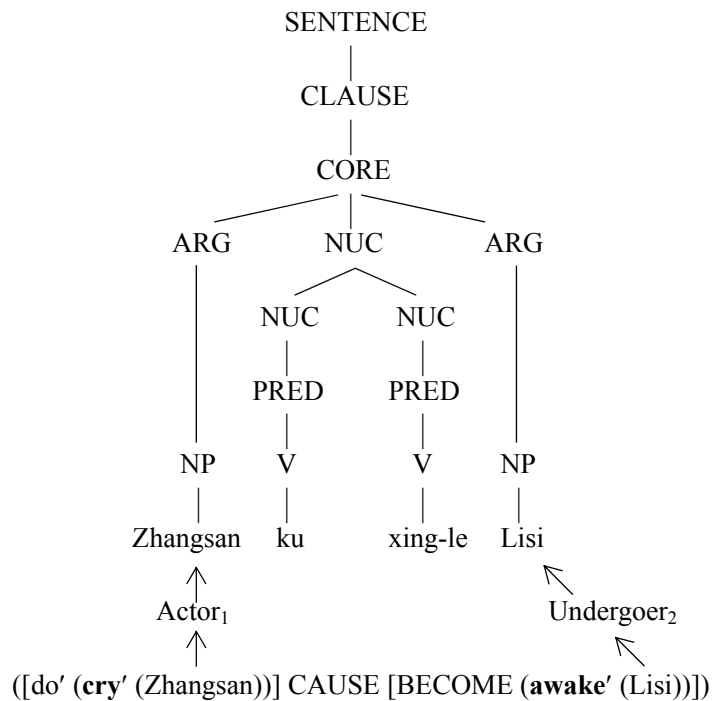 SENTENCE
CLAUSE
CORE
ARG NUC ARG
NUC NUC
PRED PRED
NP V V NP
Zhangsan ku xing-le Lisi
Actor₁ Undergoer₂
([do′ (cry′ (Zhangsan))] CAUSE [BECOME (awake′ (Lisi))])